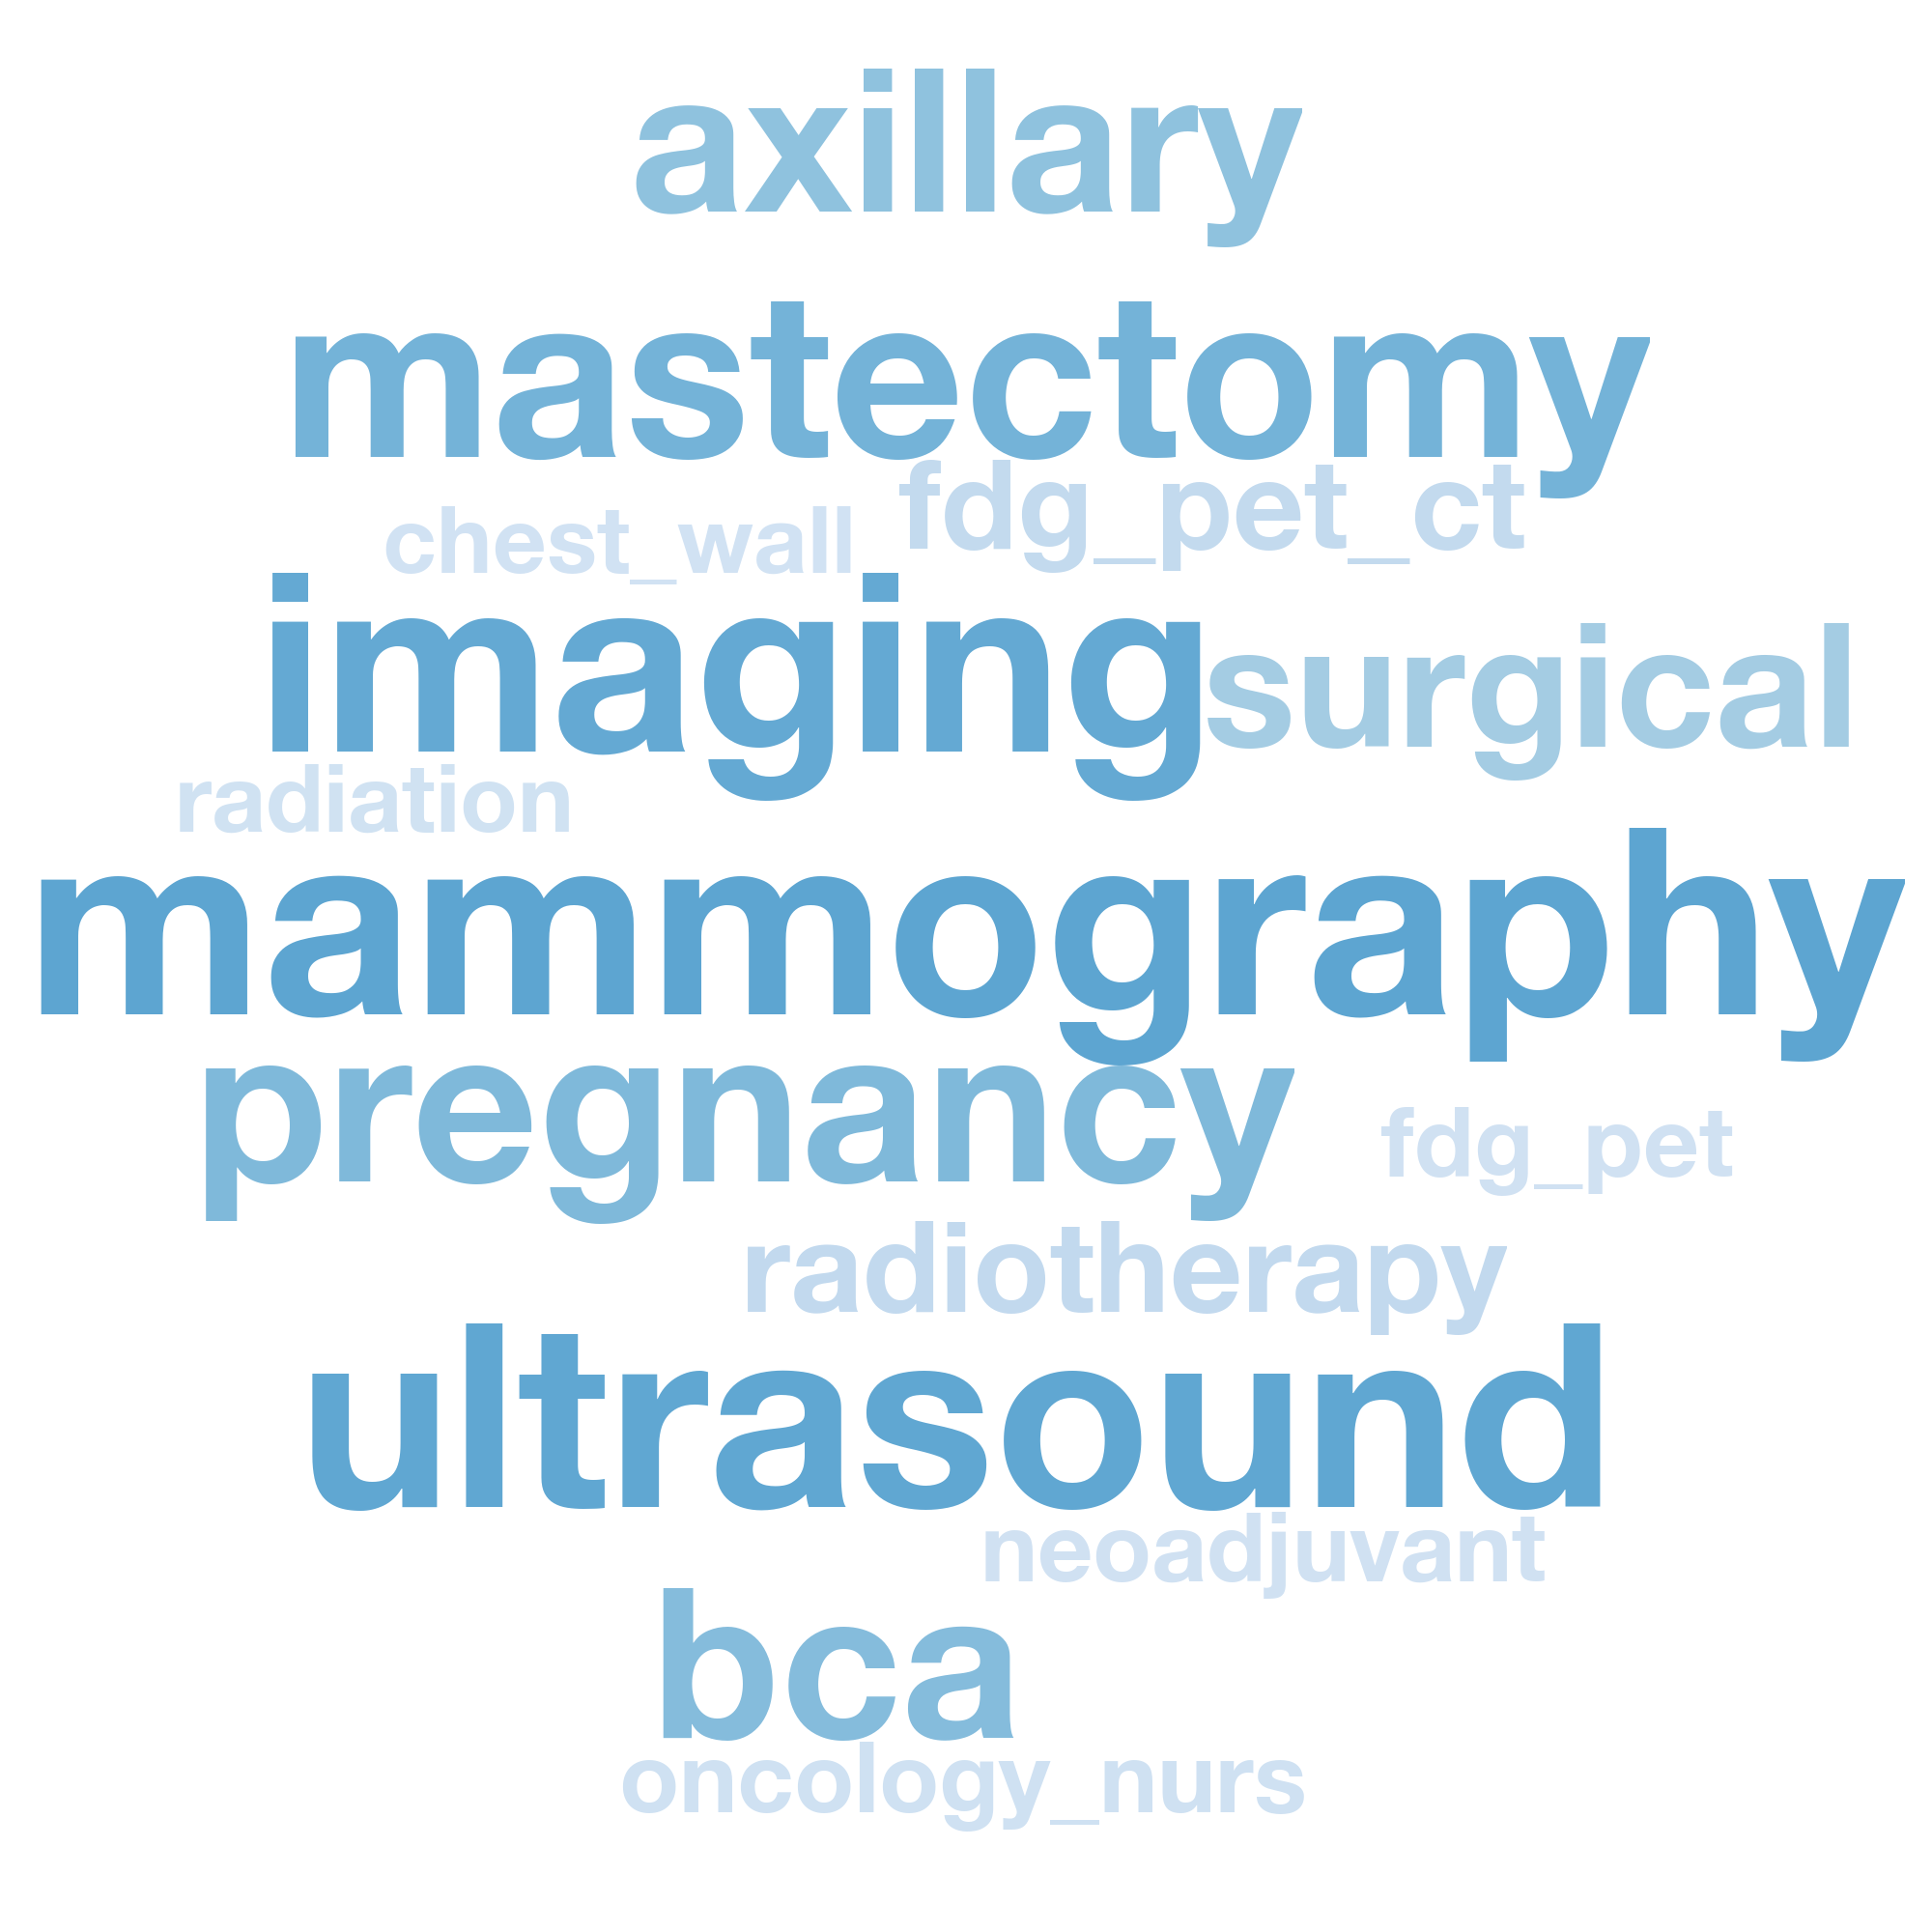 axillary
mastectomy
chest_wall fdg_pet_ct
imaging surgical
radiation
mammography
pregnancy
fdg_pet
radiotherapy
ultrasound
neoadjuvant
bca
oncology_nurs